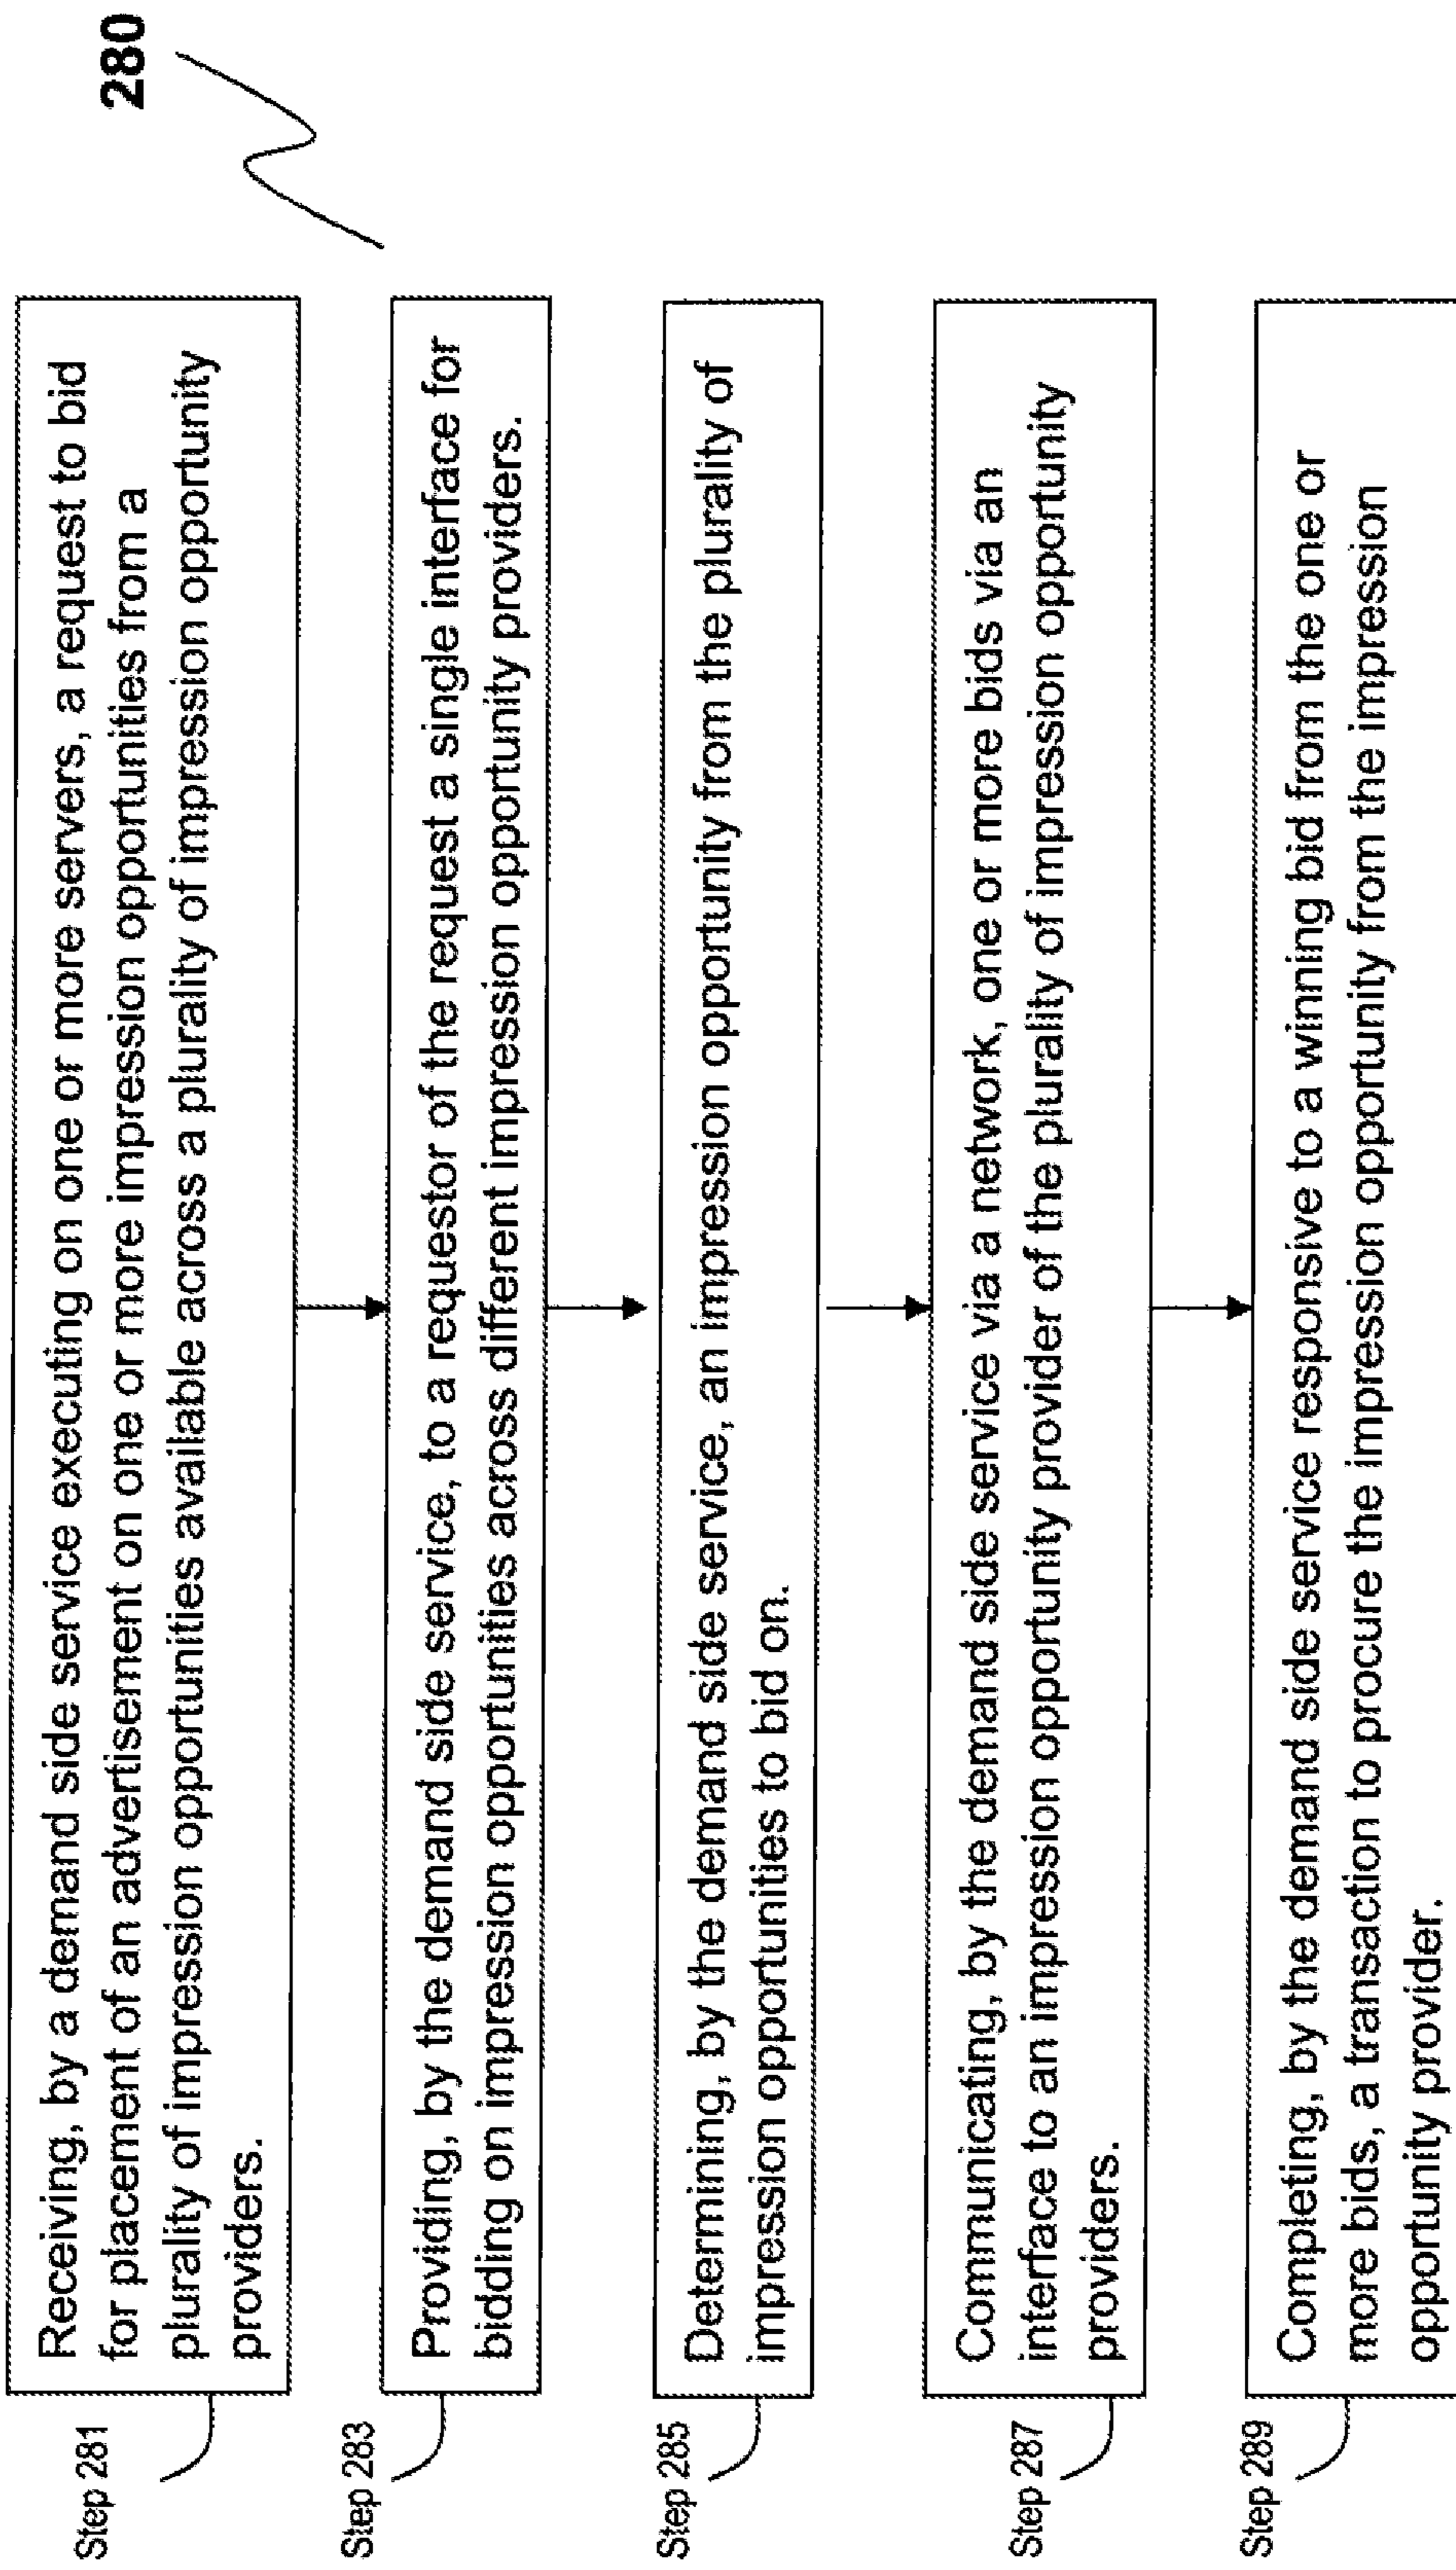 280
Step 281
Receiving, by a demand side service executing on one or more servers, a request to bid
for placement of an advertisement on one or more impression opportunities from a
plurality of impression opportunities available across a plurality of impression opportunity
providers.
Step 283
Providing, by the demand side service, to a requestor of the request a single interface for
bidding on impression opportunities across different impression opportunity providers.
Step 285
Determining, by the demand side service, an impression opportunity from the plurality of
impression opportunities to bid on.
Step 287
Communicating, by the demand side service via a network, one or more bids via an
interface to an impression opportunity provider of the plurality of impression opportunity
providers.
Step 289
Completing, by the demand side service responsive to a winning bid from the one or
more bids, a transaction to procure the impression opportunity from the impression
opportunity provider.